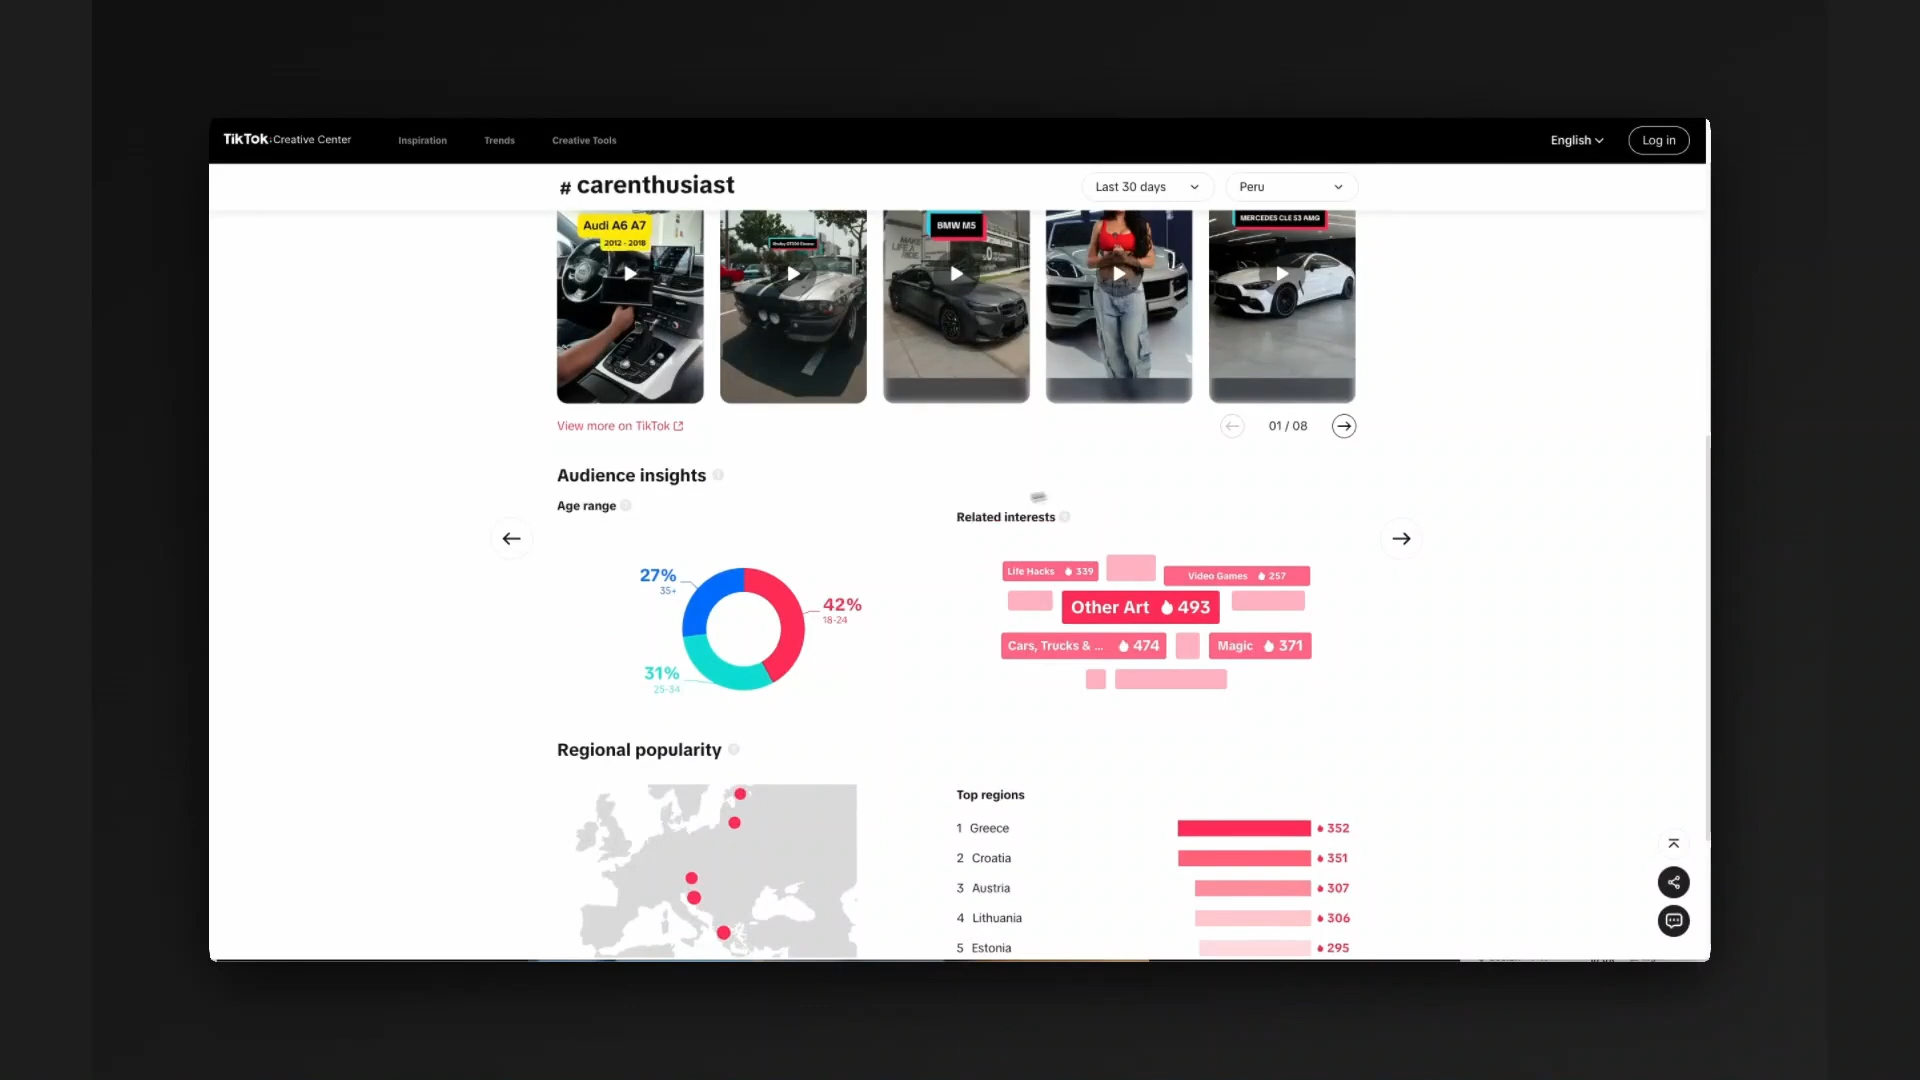 TikTok: Creative Center
Inspiration
Trends
Creative Tools
English
Log in
# carenthusiast
Last 30 days
Peru
Audi A6 A7
2012 - 2018
BMW M5
MERCEDES CLE 53 AMG
View more on TikTok
01 / 08
Audience insights
Age range
Related interests
27%
35+
42%
18-24
31%
25-34
Life Hacks 339
Video Games 257
Other Art 493
Cars, Trucks & ... 474
Magic 371
Regional popularity
Top regions
1 Greece 352
2 Croatia 351
3 Austria 307
4 Lithuania 306
5 Estonia 295